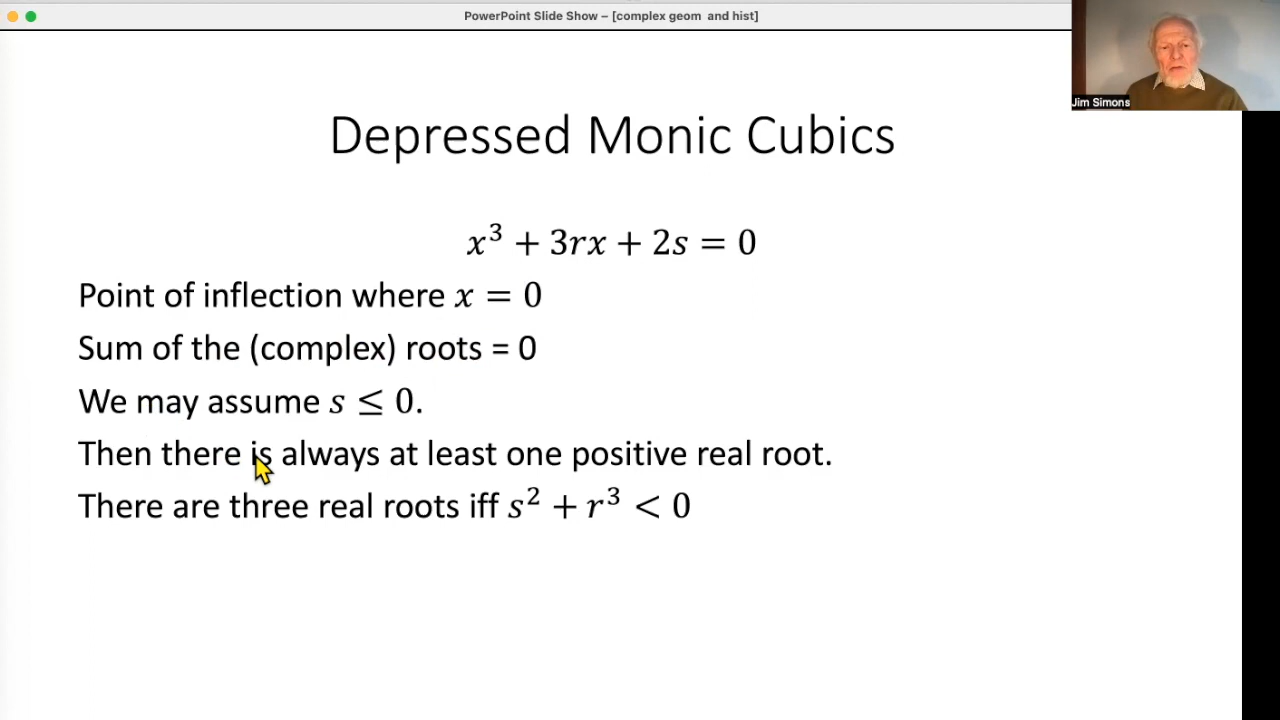 PowerPoint Slide Show – [complex geom and hist]
Jim Simons
Depressed Monic Cubics
𝑥³ + 3𝑟𝑥 + 2𝑠 = 0
Point of inflection where 𝑥 = 0
Sum of the (complex) roots = 0
We may assume 𝑠 ≤ 0.
Then there is always at least one positive real root.
There are three real roots iff 𝑠² + 𝑟³ < 0